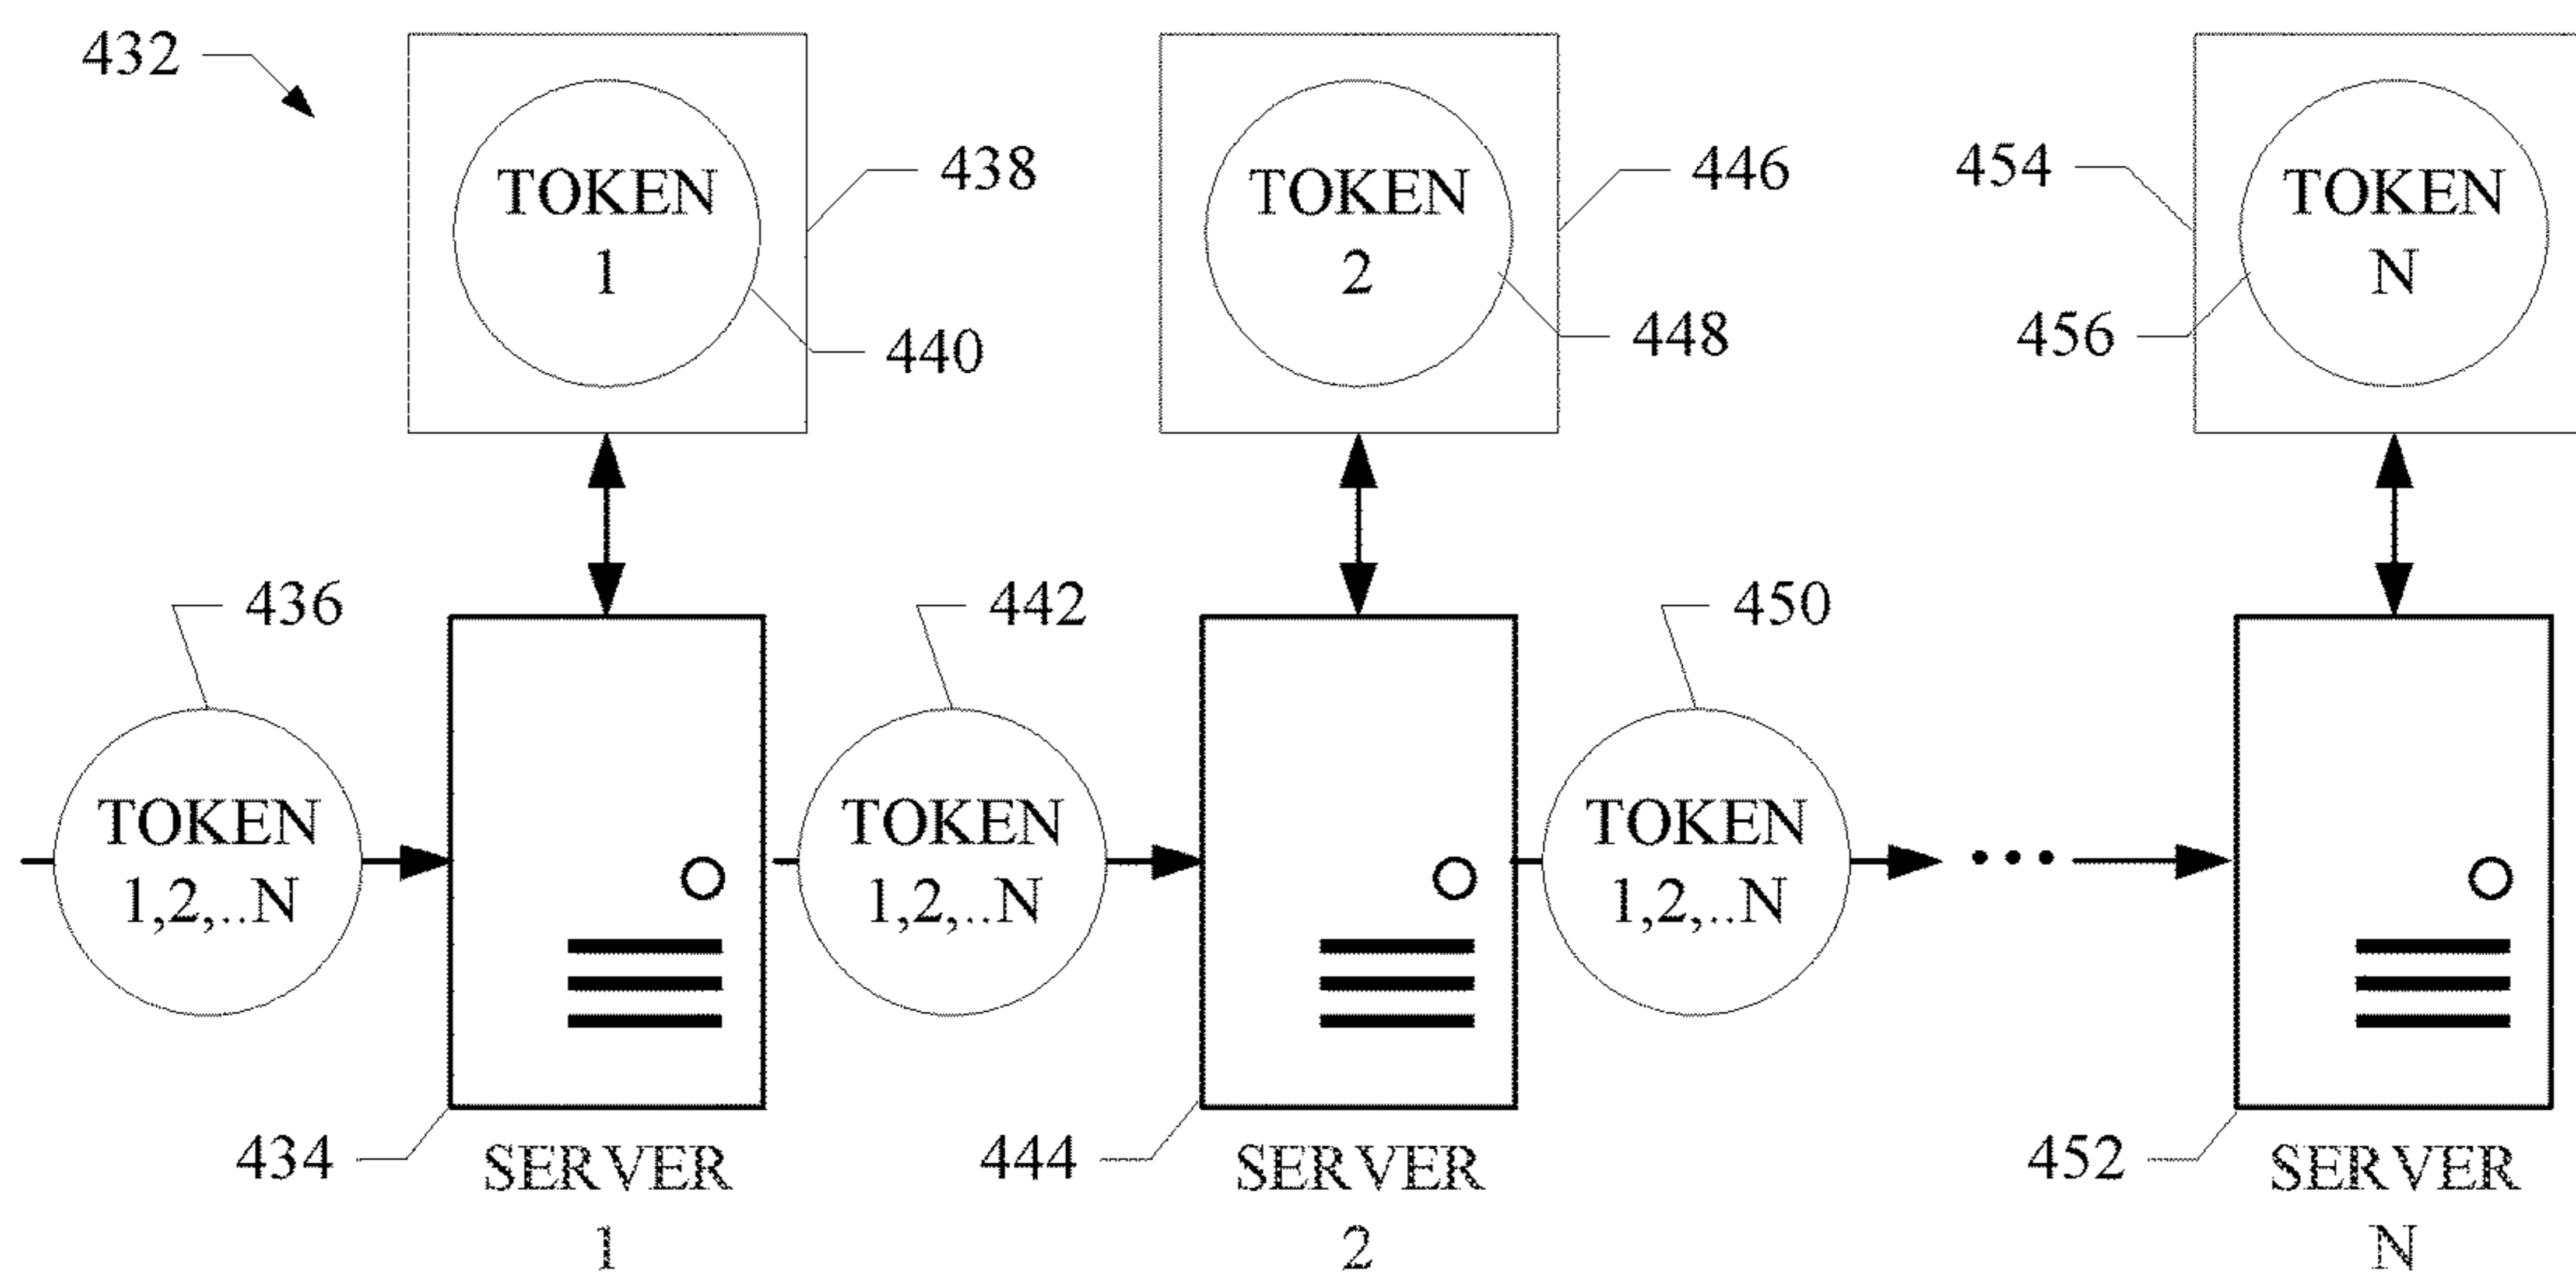 432
TOKEN
1
438
440
TOKEN
2
446
448
454
TOKEN
N
456
436
442
450
TOKEN
1,2,..N
TOKEN
1,2,..N
TOKEN
1,2,..N
434
SERVER
1
444
SERVER
2
452
SERVER
N